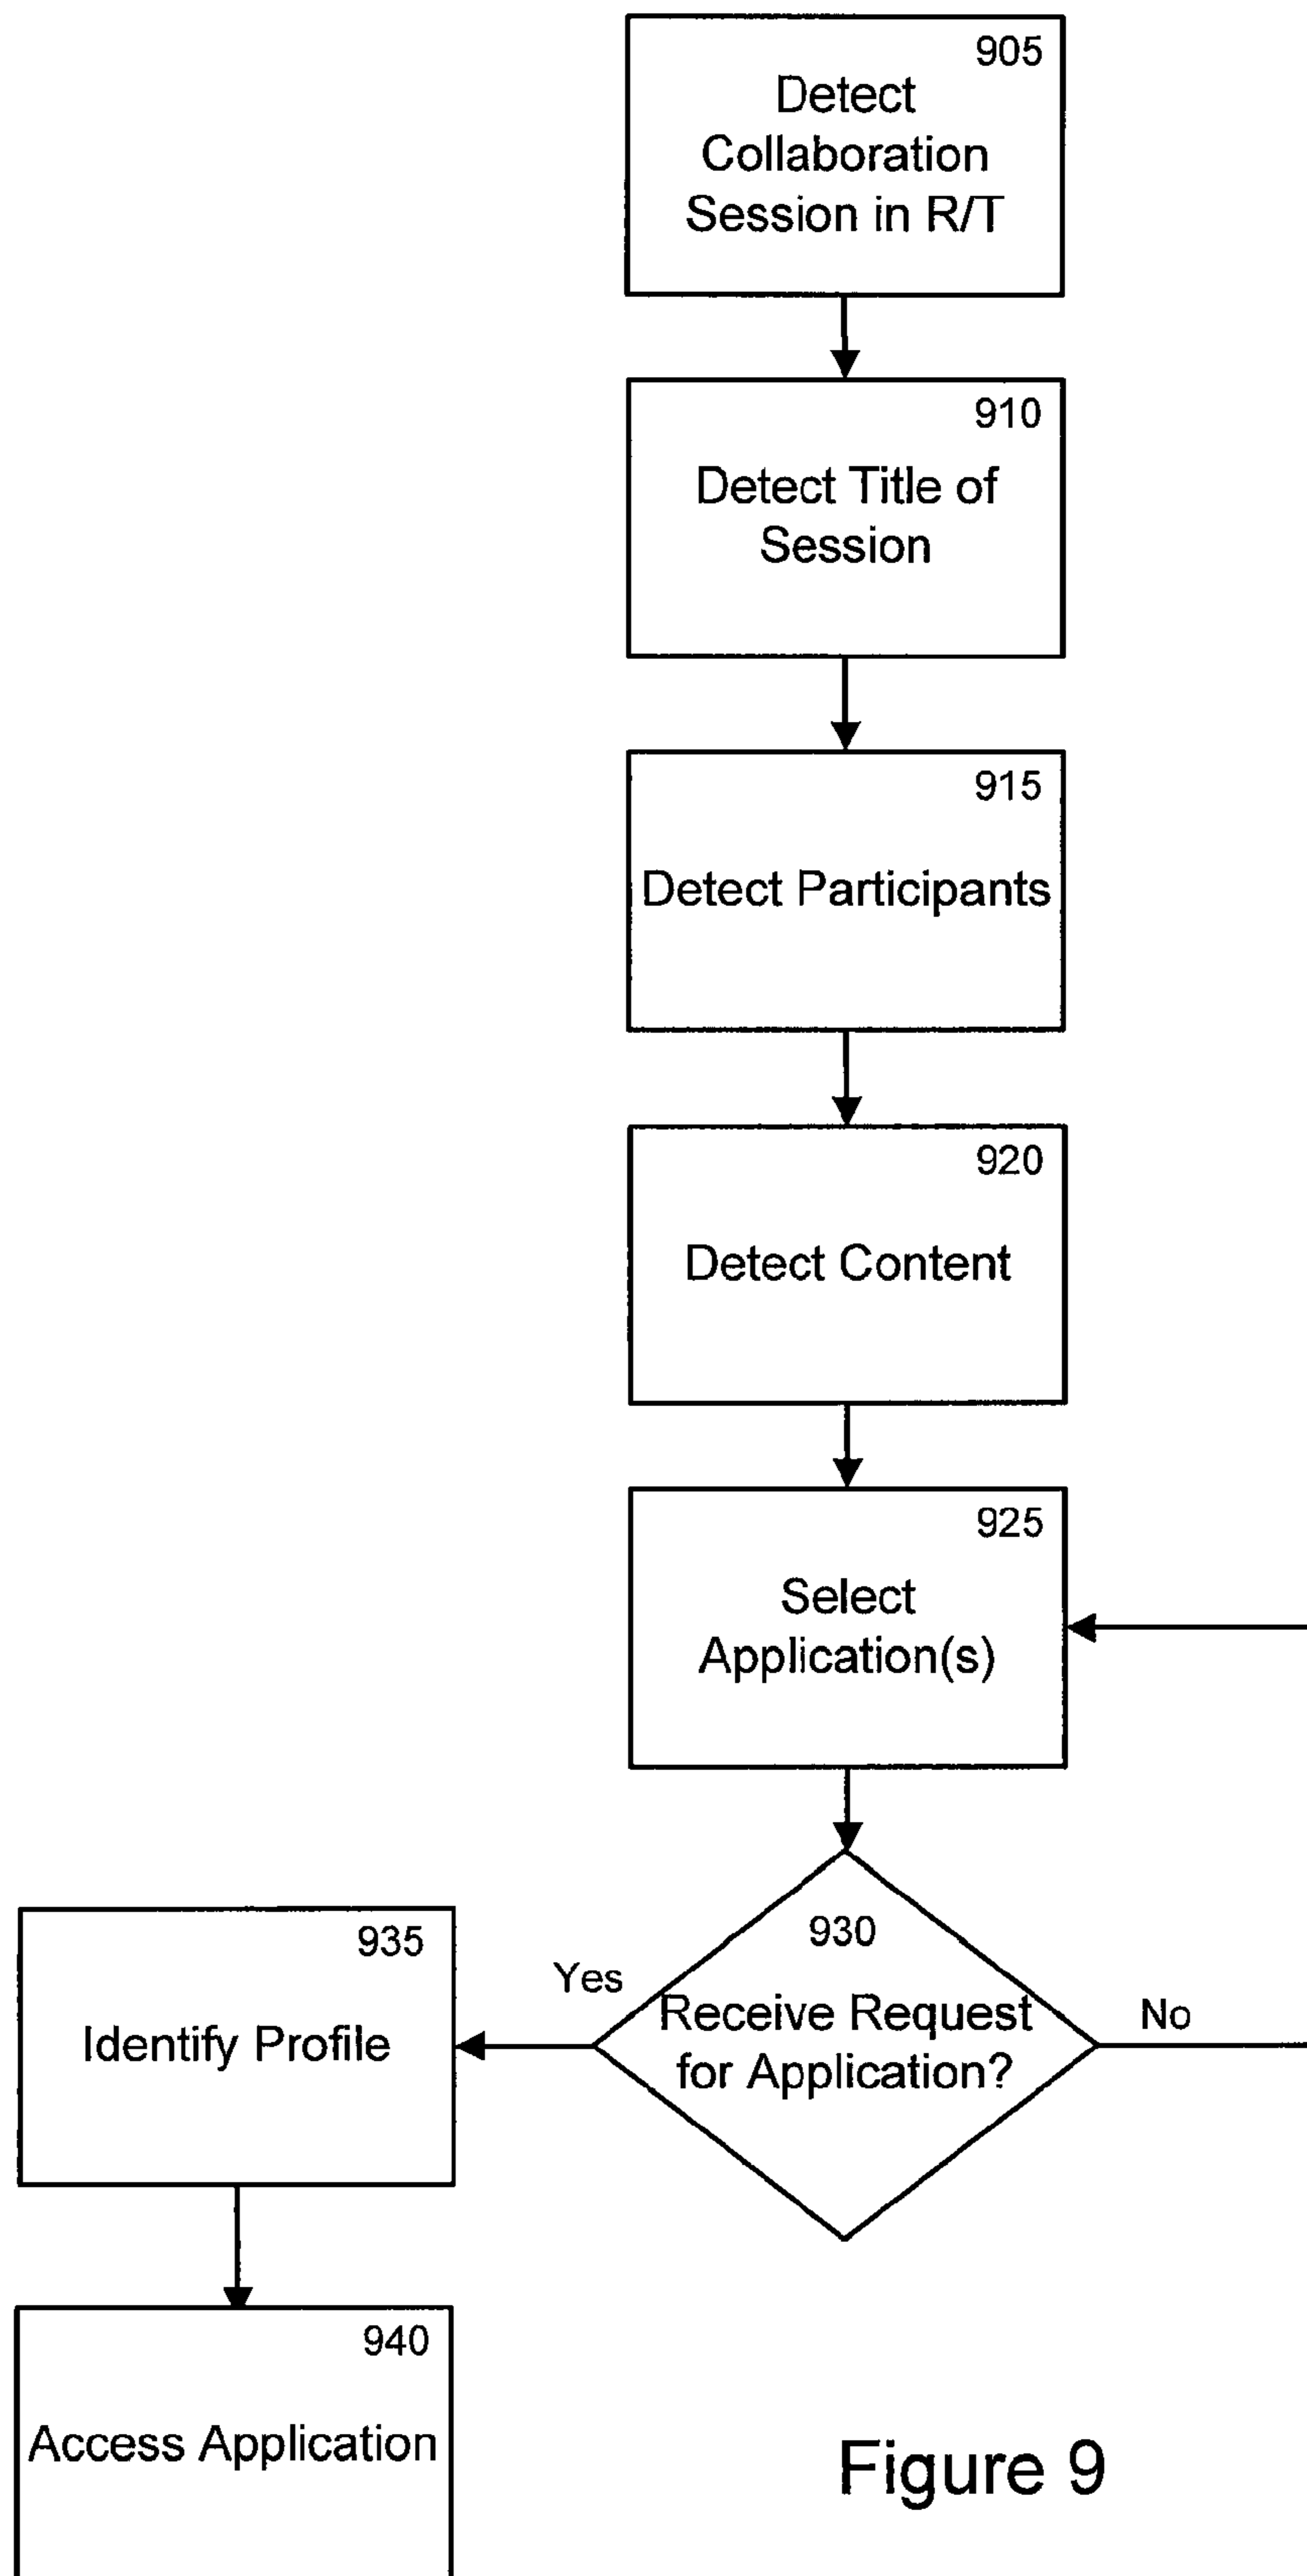 905
Detect
Collaboration
Session in R/T
910
Detect Title of
Session
915
Detect Participants
920
Detect Content
925
Select
Application(s)
930
Receive Request
for Application?
Yes
No
935
Identify Profile
940
Access Application
Figure 9